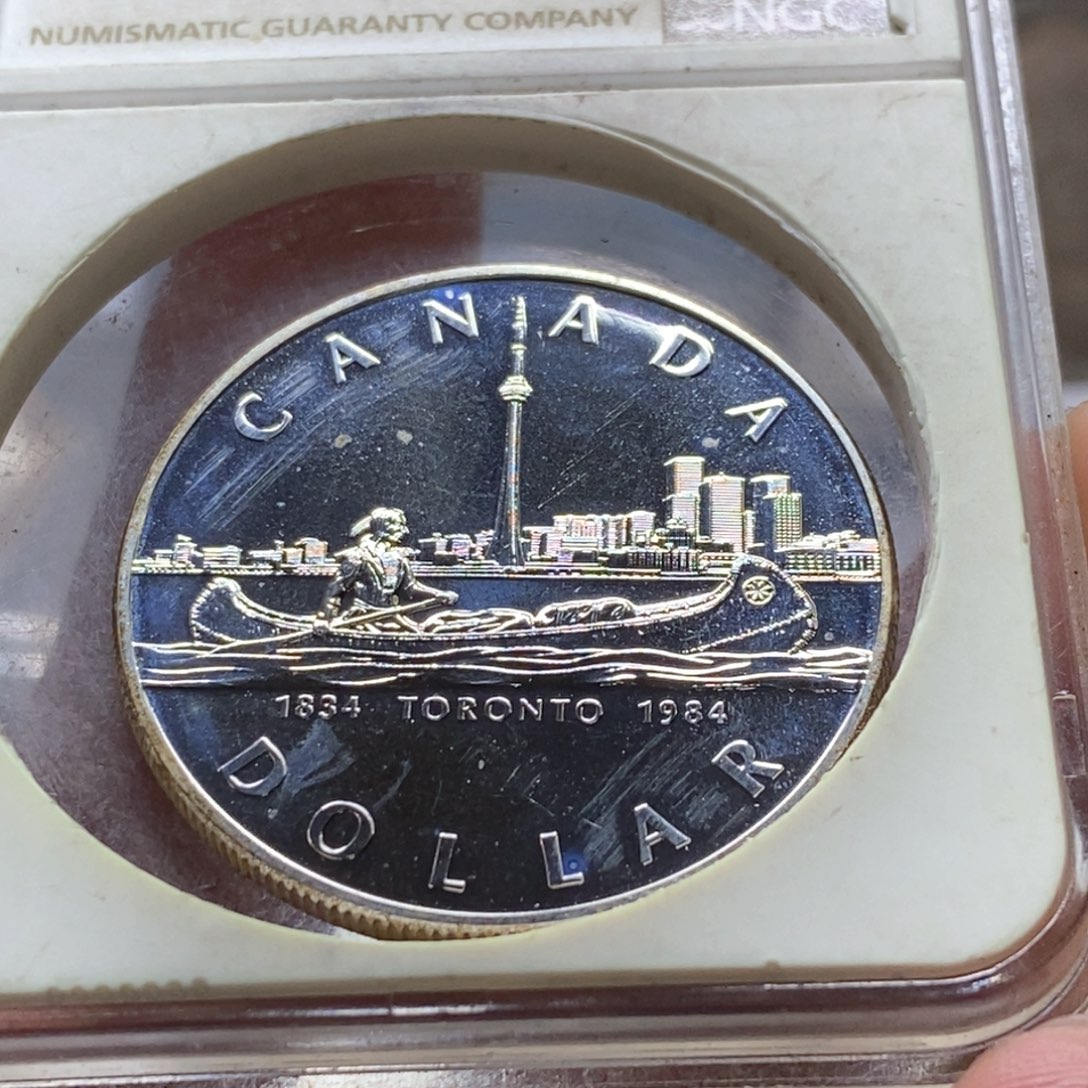 NUMISMATIC GUARANTY COMPANY
NGC
CANADA
1834 TORONTO 1984
DOLLAR